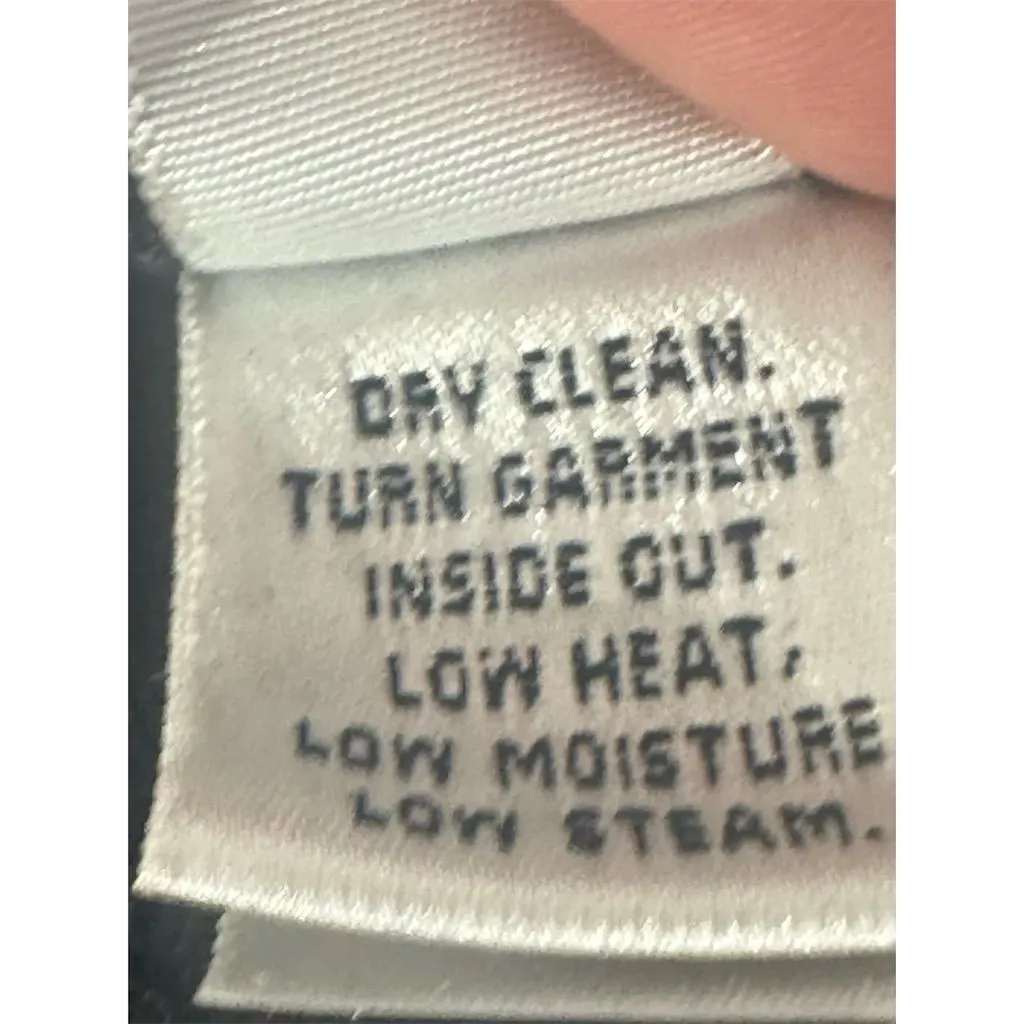 DRY CLEAN.
TURN GARMENT
INSIDE OUT.
LOW HEAT,
LOW MOISTURE
LOW STEAM.